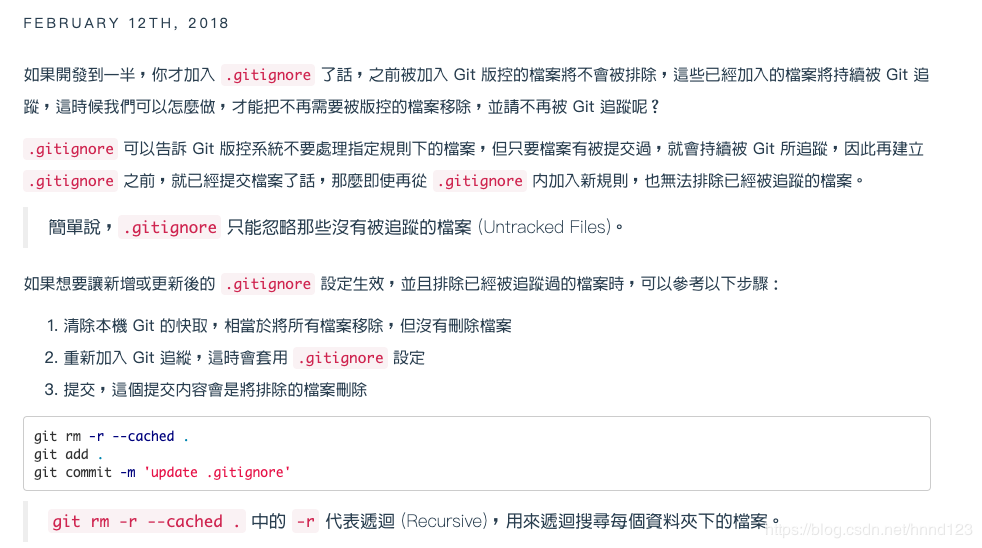 FEBRUARY 12TH, 2018
如果開發到一半，你才加入 .gitignore 了話，之前被加入 Git 版控的檔案將不會被排除，這些已經加入的檔案將持續被 Git 追
蹤，這時候我們可以怎麼做，才能把不再需要被版控的檔案移除，並請不再被 Git 追蹤呢？
.gitignore 可以告訴 Git 版控系統不要處理指定規則下的檔案，但只要檔案有被提交過，就會持續被 Git 所追蹤，因此再建立
.gitignore 之前，就已經提交檔案了話，那麼即使再從 .gitignore 內加入新規則，也無法排除已經被追蹤的檔案。
簡單說，.gitignore 只能忽略那些沒有被追蹤的檔案 (Untracked Files)。
如果想要讓新增或更新後的 .gitignore 設定生效，並且排除已經被追蹤過的檔案時，可以參考以下步驟：
1. 清除本機 Git 的快取，相當於將所有檔案移除，但沒有刪除檔案
2. 重新加入 Git 追縱，這時會套用 .gitignore 設定
3. 提交，這個提交內容會是將排除的檔案刪除
git rm -r --cached .
git add .
git commit -m 'update .gitignore'
git rm -r --cached . 中的 -r 代表遞迴 (Recursive)，用來遞迴搜尋每個資料夾下的檔案。
https://blog.csdn.net/hnnd123